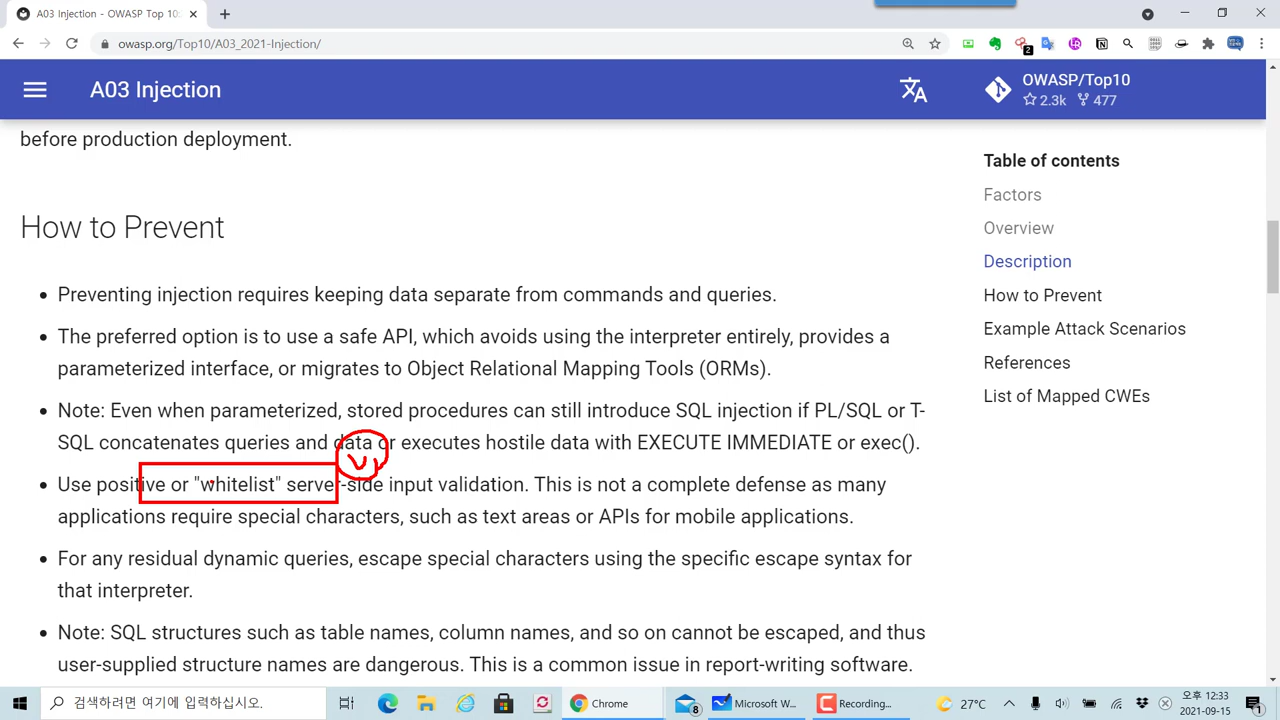 A03 Injection - OWASP Top 10:
owasp.org/Top10/A03_2021-Injection/
2
A03 Injection
OWASP/Top10
2.3k 477
before production deployment.
Table of contents
Factors
Overview
Description
How to Prevent
Example Attack Scenarios
References
List of Mapped CWEs
How to Prevent
Preventing injection requires keeping data separate from commands and queries.
The preferred option is to use a safe API, which avoids using the interpreter entirely, provides a
parameterized interface, or migrates to Object Relational Mapping Tools (ORMs).
Note: Even when parameterized, stored procedures can still introduce SQL injection if PL/SQL or T-
SQL concatenates queries and data or executes hostile data with EXECUTE IMMEDIATE or exec().
Use positive or "whitelist" server-side input validation. This is not a complete defense as many
applications require special characters, such as text areas or APIs for mobile applications.
For any residual dynamic queries, escape special characters using the specific escape syntax for
that interpreter.
Note: SQL structures such as table names, column names, and so on cannot be escaped, and thus
user-supplied structure names are dangerous. This is a common issue in report-writing software.
검색하려면 여기에 입력하십시오.
Chrome
8
Microsoft W...
Recording...
27°C
오후 12:33
2021-09-15
1